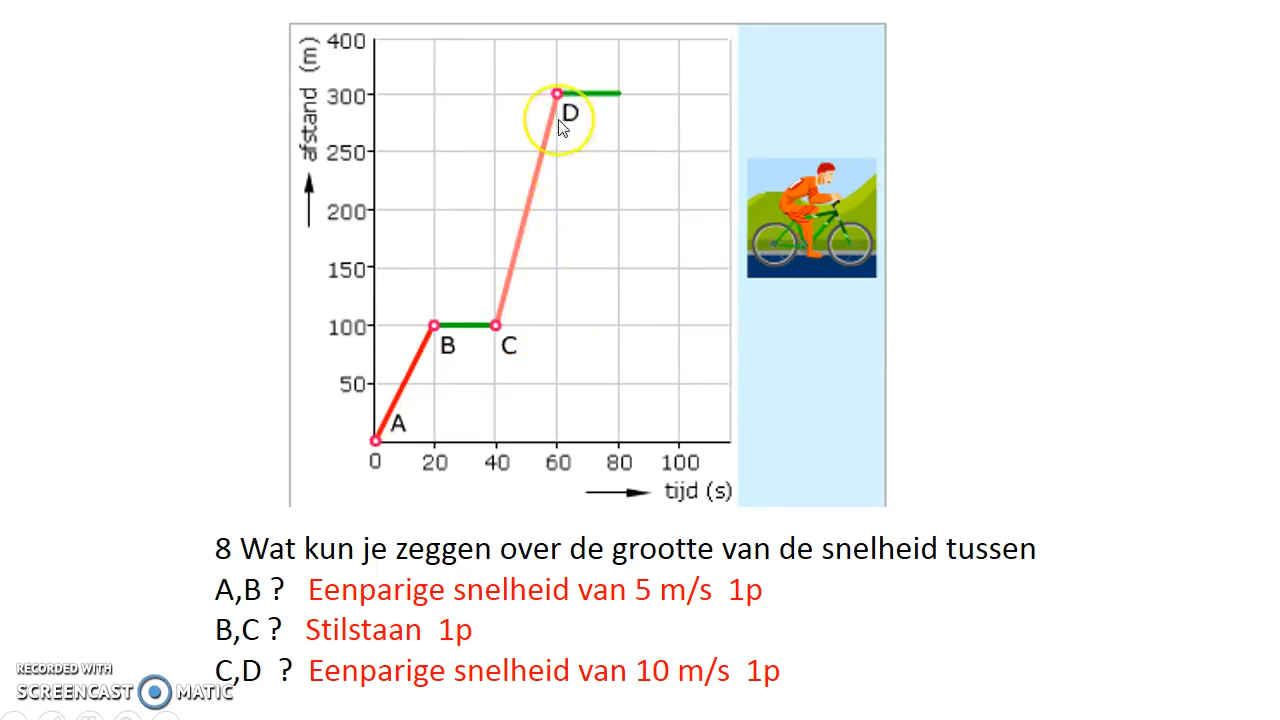 afstand (m)
400
300
250
200
150
100
50
0 20 40 60 80 100
tijd (s)
A
B
C
D
8 Wat kun je zeggen over de grootte van de snelheid tussen
A,B ? Eenparige snelheid van 5 m/s 1p
B,C ? Stilstaan 1p
C,D ? Eenparige snelheid van 10 m/s 1p
RECORDED WITH
SCREENCAST MATIC